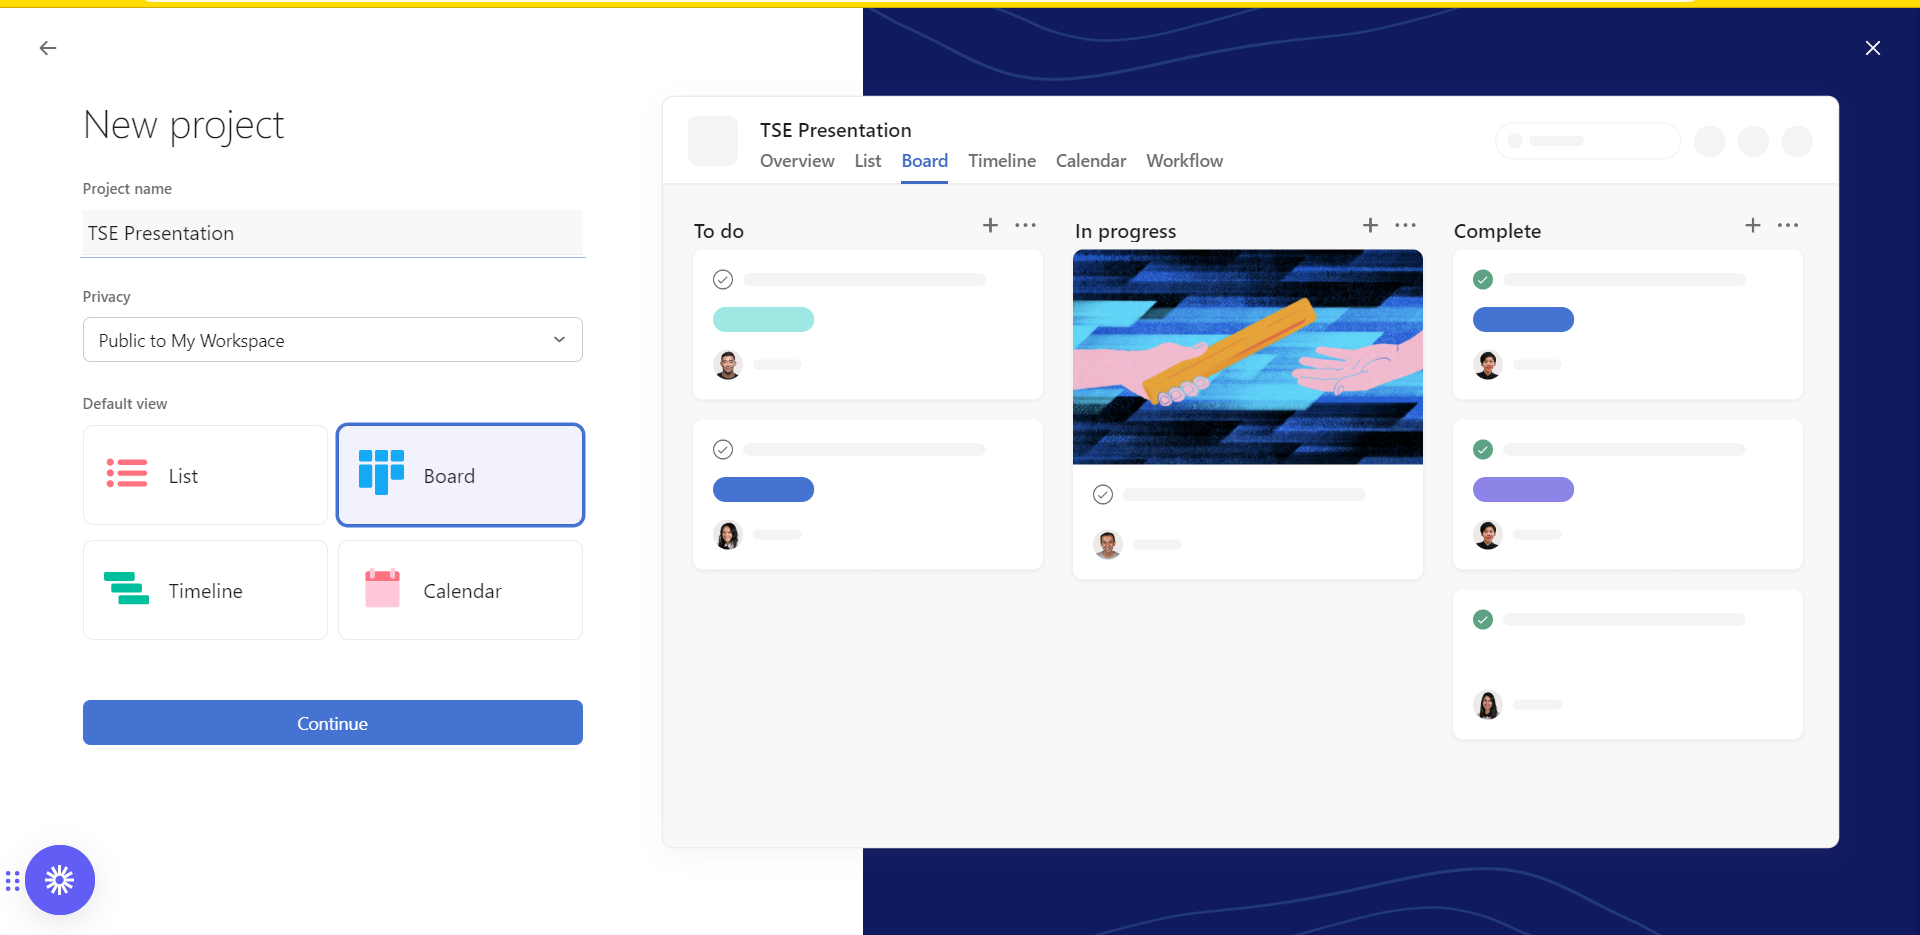 New project
Project name
TSE Presentation
Privacy
Public to My Workspace
Default view
List
Board
Timeline
Calendar
Continue
TSE Presentation
Overview List Board Timeline Calendar Workflow
To do
In progress
Complete